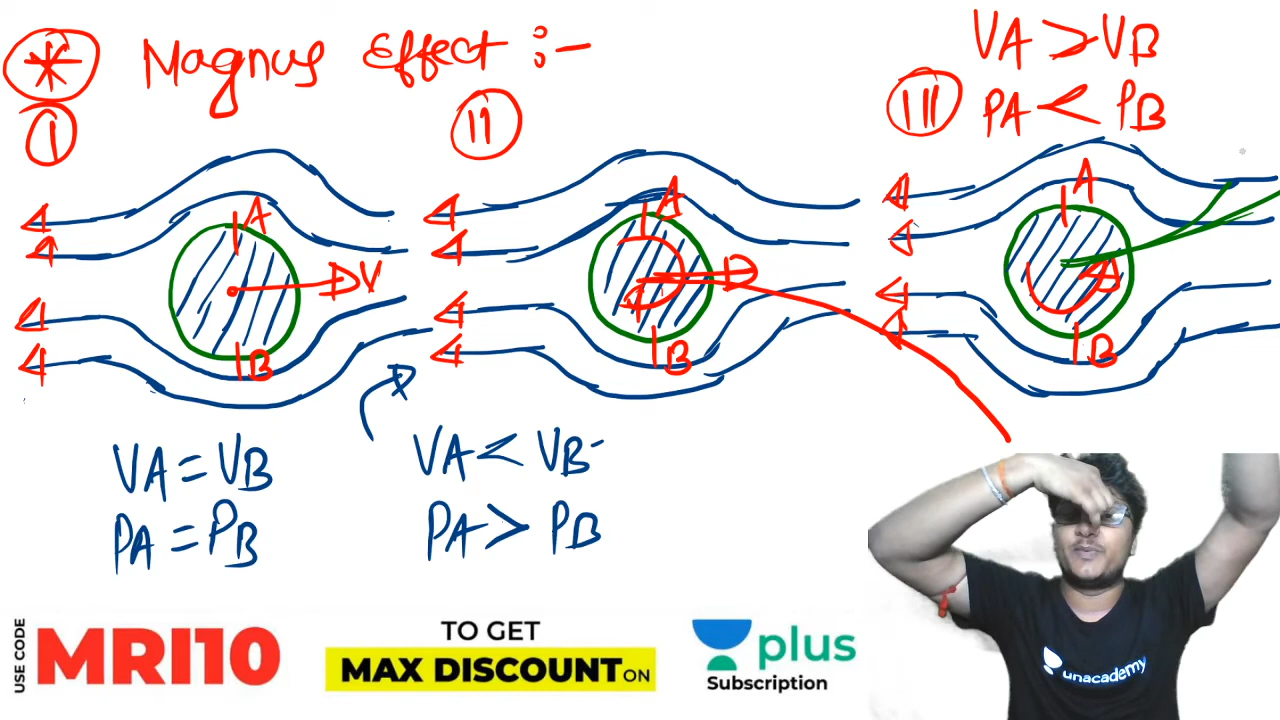 * Magnus Effect :-
I
A
V
B
VA = VB
PA = PB
II
A
B
VA < VB
PA > PB
III
VA > VB
PA < PB
A
B
USE CODE
MRI10
TO GET
MAX DISCOUNT ON
plus
Subscription
unacademy